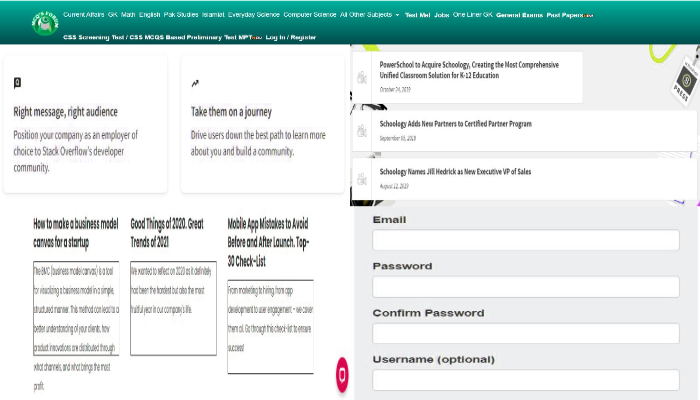 Current Affairs GK Math English Pak Studies Islamiat Everyday Science Computer Science All Other Subjects Test Me! Jobs One Liner GK General Exams Past Papers
CSS Screening Test / CSS MCQS Based Preliminary Test MPT Log In / Register
Right message, right audience
Position your company as an employer of
choice to Stack Overflow's developer
community.
Take them on a journey
Drive users down the best path to learn more
about you and build a community.
PowerSchool to Acquire Schoology, Creating the Most Comprehensive
Unified Classroom Solution for K-12 Education
October 24, 2019
Schoology Adds New Partners to Certified Partner Program
September 05, 2019
Schoology Names Jill Hedrick as New Executive VP of Sales
August 22, 2019
PRESS
How to make a business model
canvas for a startup
The BMC (business model canvas) is a tool
for visualizing a business model in a simple,
structured manner. This method can lead to a
better understanding of your clients, how
product innovations are distributed through
what channels, and what brings the most
profit.
Good Things of 2020. Great
Trends of 2021
We wanted to reflect on 2020 as it definitely
had been the hardest but also the most
fruitful year in our company's life.
Mobile App Mistakes to Avoid
Before and After Launch. Top-
30 Check-List
From marketing to hiring, from app
development to user engagement – we cover
them all. Go through this check-list to ensure
success!
Email
Password
Confirm Password
Username (optional)